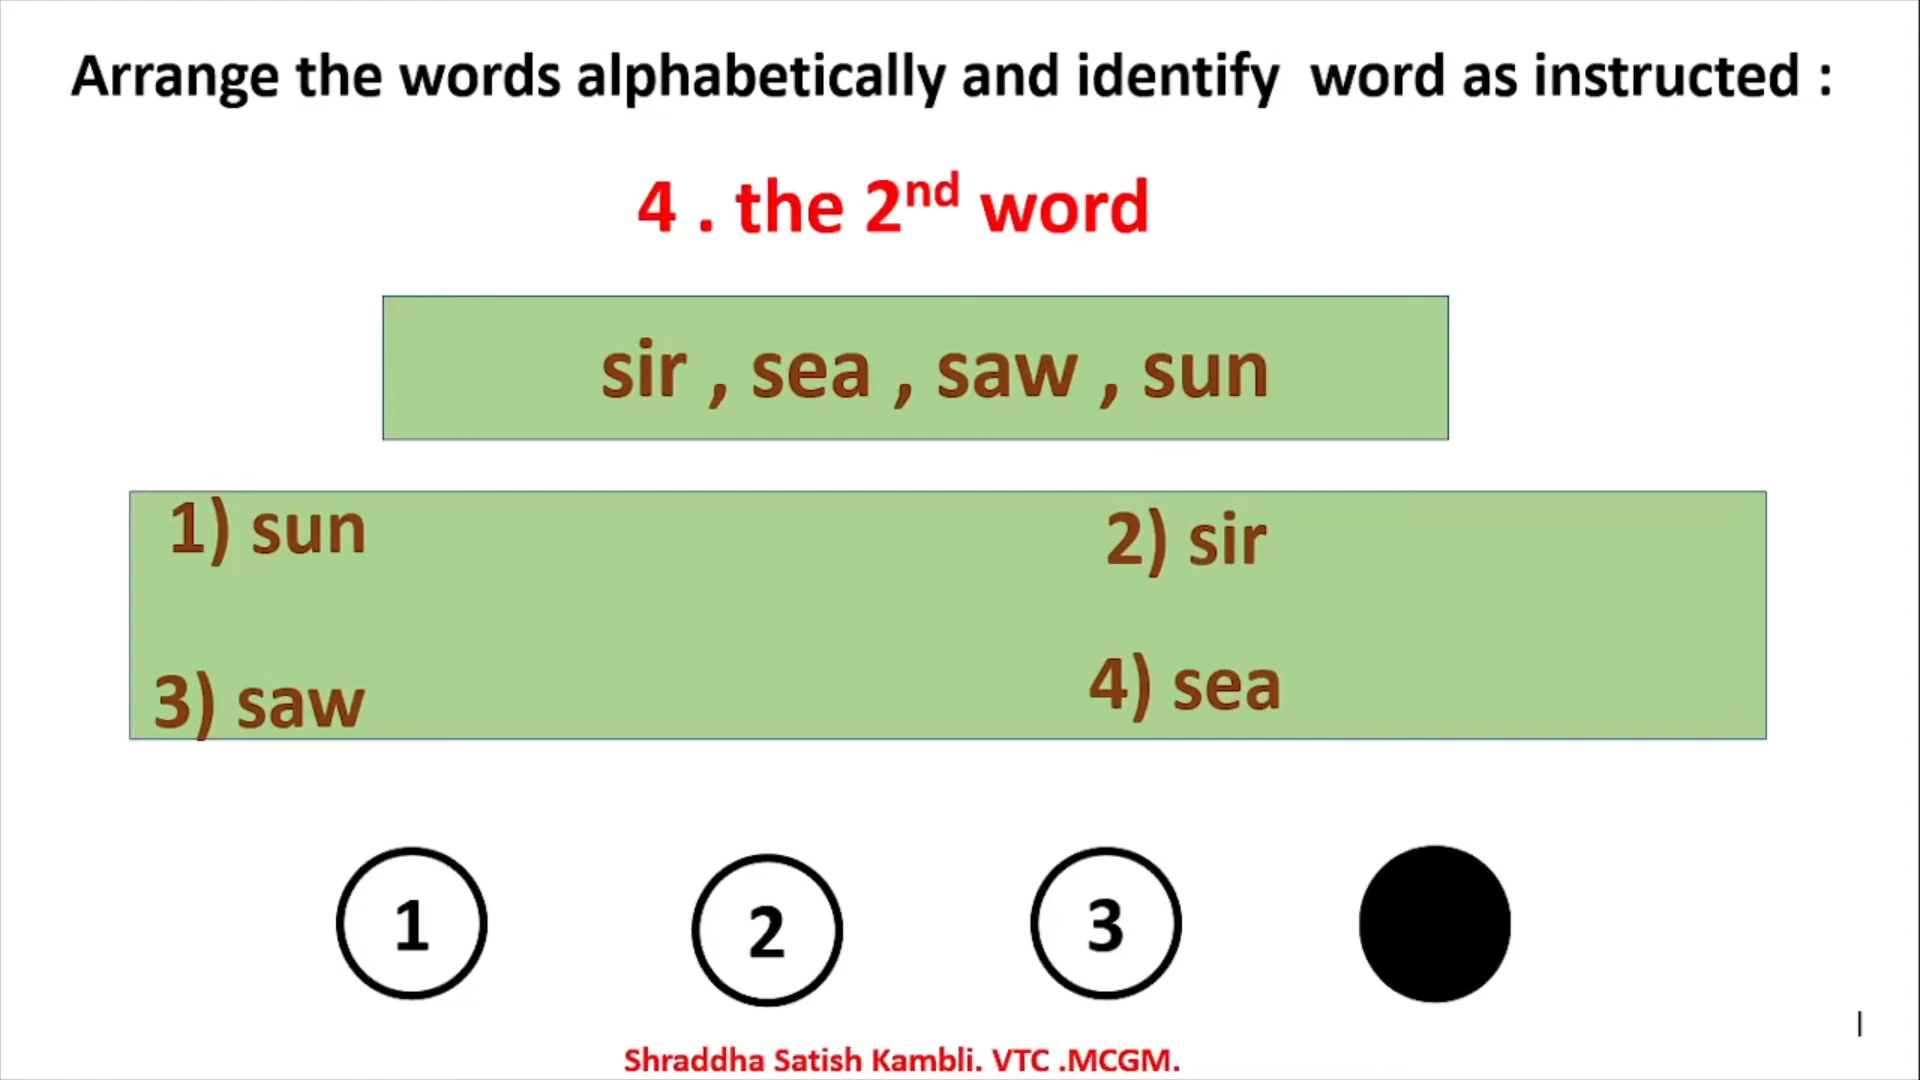 Arrange the words alphabetically and identify word as instructed :
4 . the 2nd word
sir , sea , saw , sun
1) sun 2) sir
3) saw 4) sea
1 2 3
Shraddha Satish Kambli. VTC .MCGM.